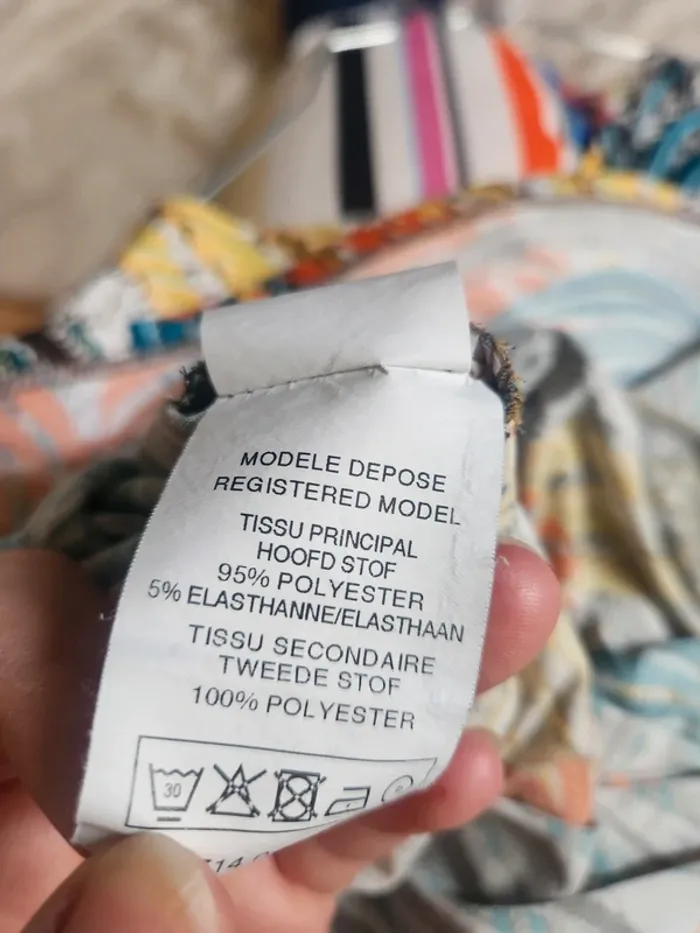 MODELE DEPOSE
REGISTERED MODEL
TISSU PRINCIPAL
HOOFD STOF
95% POLYESTER
5% ELASTHANNE/ELASTHAAN
TISSU SECONDAIRE
TWEEDE STOF
100% POLYESTER
30